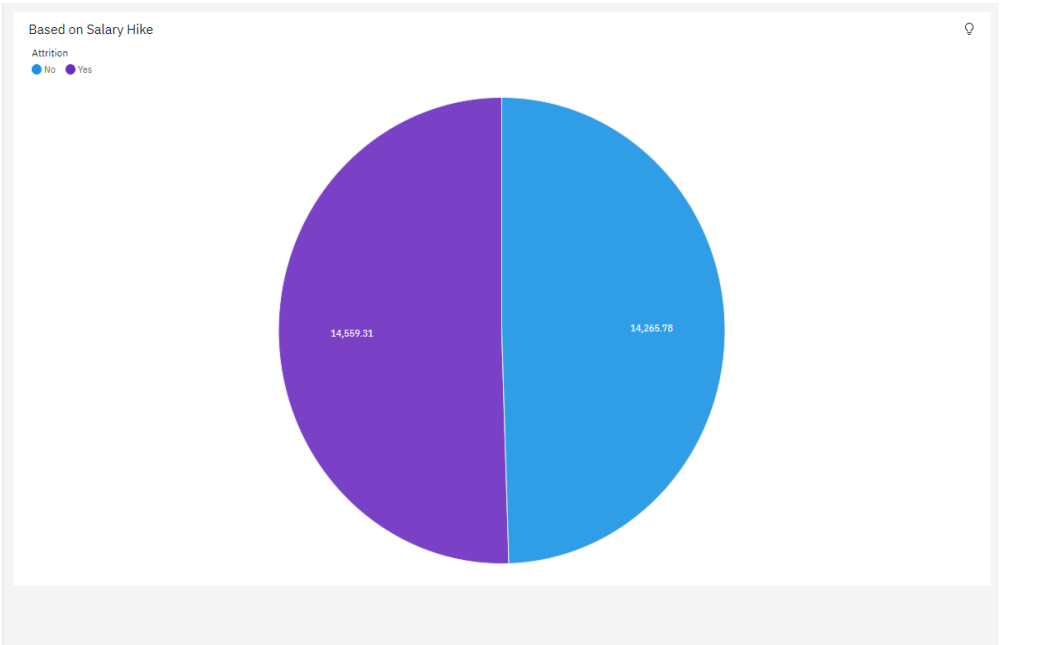 Based on Salary Hike
Attrition
No Yes
14,559.31
14,265.78